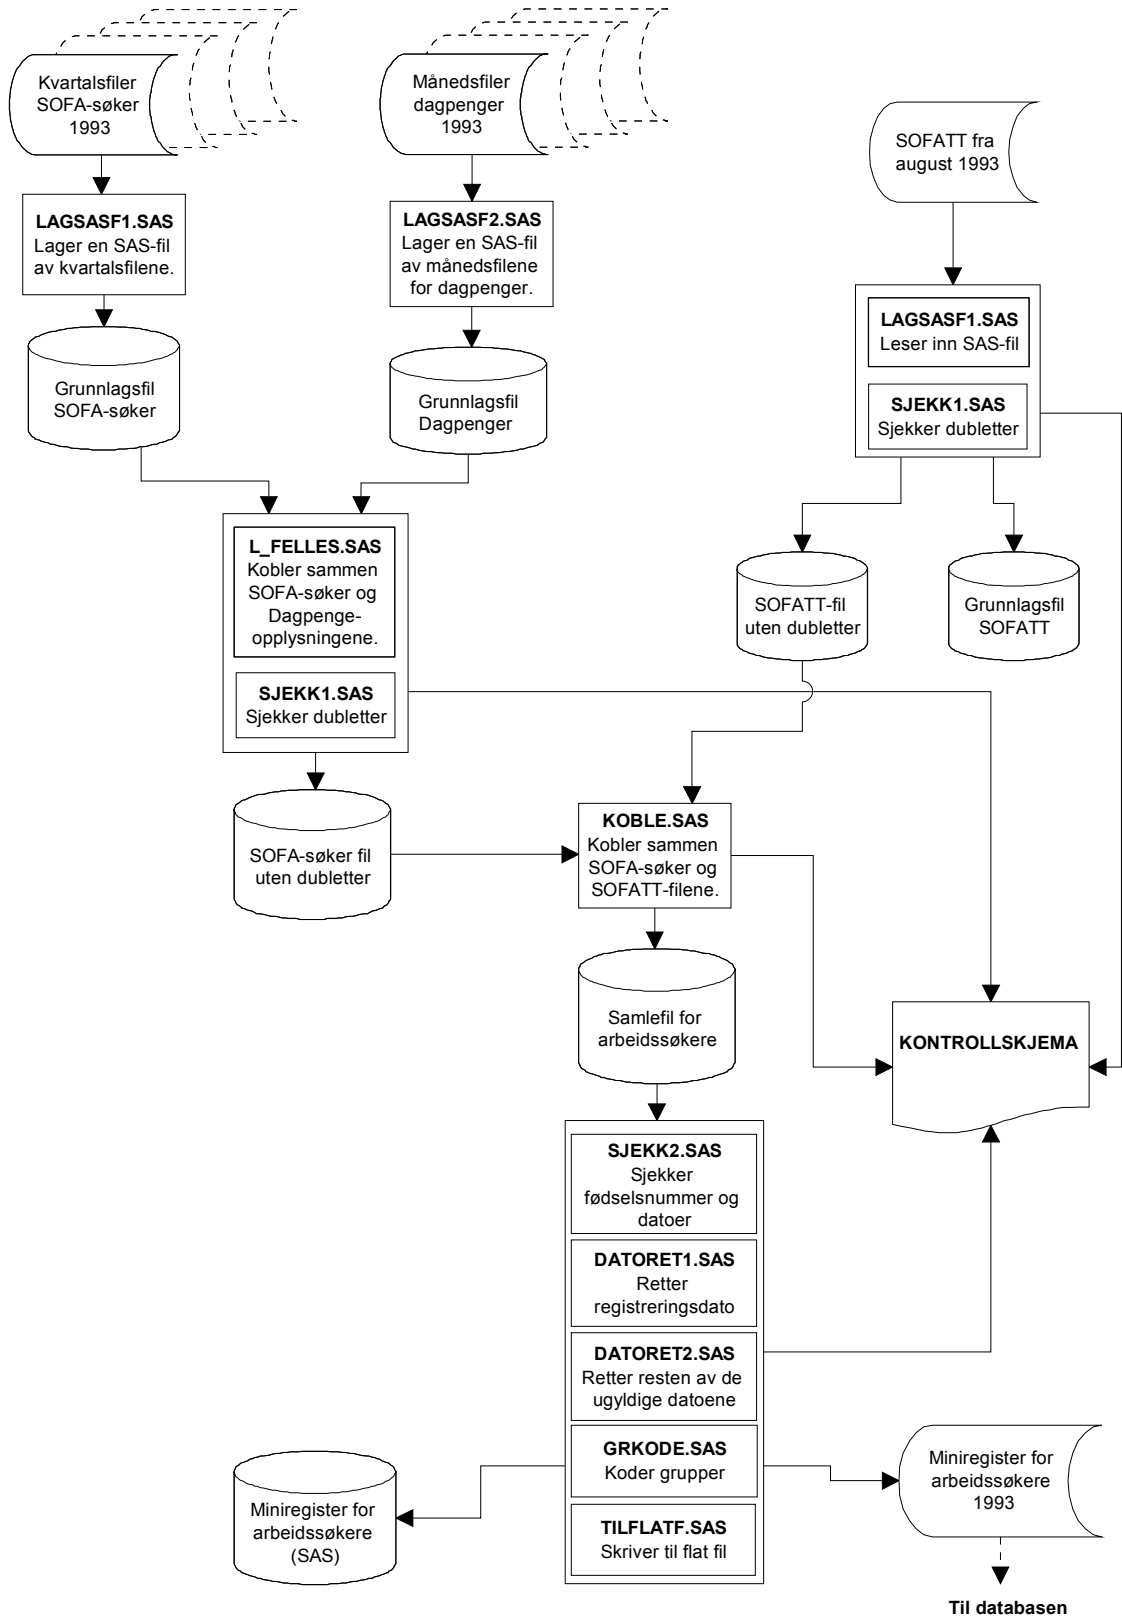 Kvartalsfiler
SOFA-søker
1993
Månedsfiler
dagpenger
1993
SOFATT fra
august 1993
LAGSASF1.SAS
Lager en SAS-fil
av kvartalsfilene.
LAGSASF2.SAS
Lager en SAS-fil
av månedsfilene
for dagpenger.
LAGSASF1.SAS
Leser inn SAS-fil
SJEKK1.SAS
Sjekker dubletter
Grunnlagsfil
SOFA-søker
Grunnlagsfil
Dagpenger
L_FELLES.SAS
Kobler sammen
SOFA-søker og
Dagpenge-
opplysningene.
SJEKK1.SAS
Sjekker dubletter
SOFATT-fil
uten dubletter
Grunnlagsfil
SOFATT
SOFA-søker fil
uten dubletter
KOBLE.SAS
Kobler sammen
SOFA-søker og
SOFATT-filene.
Samlefil for
arbeidssøkere
KONTROLLSKJEMA
SJEKK2.SAS
Sjekker
fødselsnummer og
datoer
DATORET1.SAS
Retter
registreringsdato
DATORET2.SAS
Retter resten av de
ugyldige datoene
GRKODE.SAS
Koder grupper
TILFLATF.SAS
Skriver til flat fil
Miniregister for
arbeidssøkere
(SAS)
Miniregister for
arbeidssøkere
1993
Til databasen